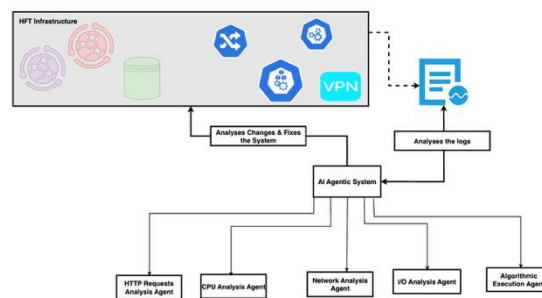 HFT Infrastructure
VPN
Analyses Changes & Fixes
the System
Analyses the logs
AI Agentic System
HTTP Requests
Analysis Agent
CPU Analysis Agent
Network Analysis
Agent
I/O Analysis Agent
Algorithmic
Execution Agent